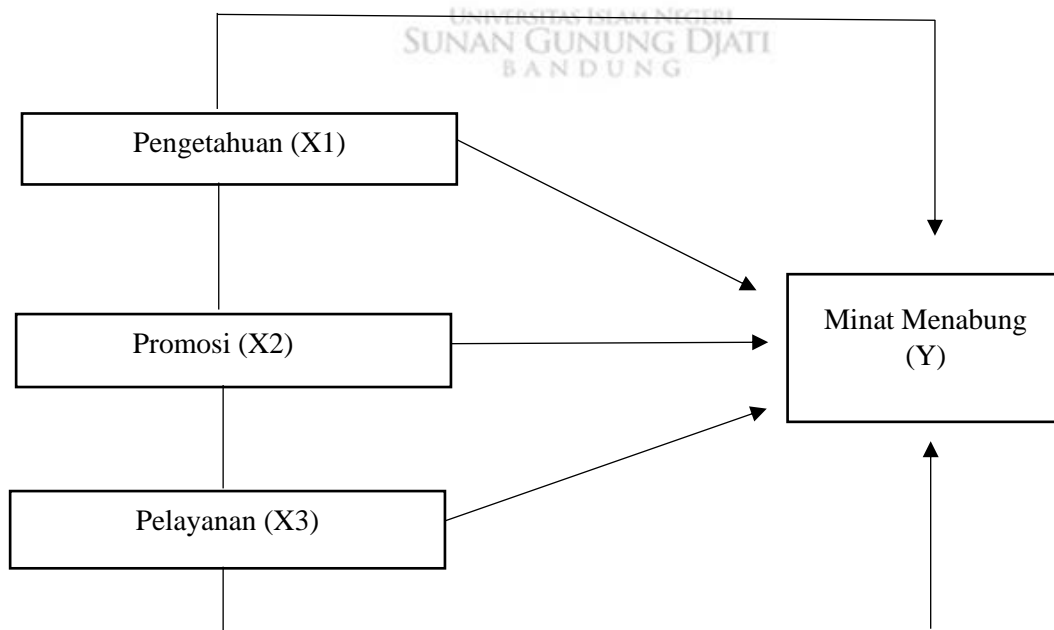 UNIVERSITAS ISLAM NEGERI
SUNAN GUNUNG DJATI
BANDUNG
Pengetahuan (X1)
Promosi (X2)
Minat Menabung
(Y)
Pelayanan (X3)